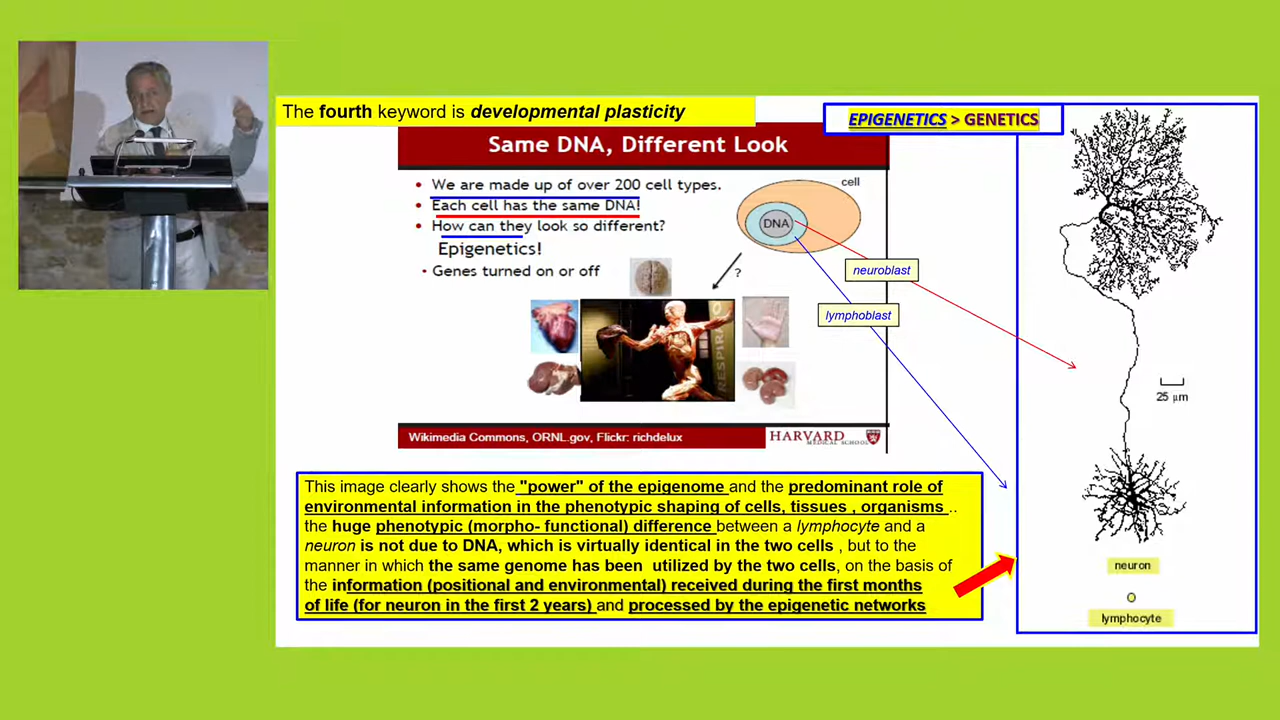 The fourth keyword is developmental plasticity
EPIGENETICS > GENETICS
Same DNA, Different Look
• We are made up of over 200 cell types.
• Each cell has the same DNA!
• How can they look so different?
Epigenetics!
• Genes turned on or off
cell
DNA
?
neuroblast
lymphoblast
RESPIRA
25 µm
Wikimedia Commons, ORNL.gov, Flickr: richdelux
HARVARD
MEDICAL SCHOOL
This image clearly shows the "power" of the epigenome and the predominant role of
environmental information in the phenotypic shaping of cells, tissues , organisms ..
the huge phenotypic (morpho- functional) difference between a lymphocyte and a
neuron is not due to DNA, which is virtually identical in the two cells , but to the
manner in which the same genome has been utilized by the two cells, on the basis of
the information (positional and environmental) received during the first months
of life (for neuron in the first 2 years) and processed by the epigenetic networks
neuron
lymphocyte